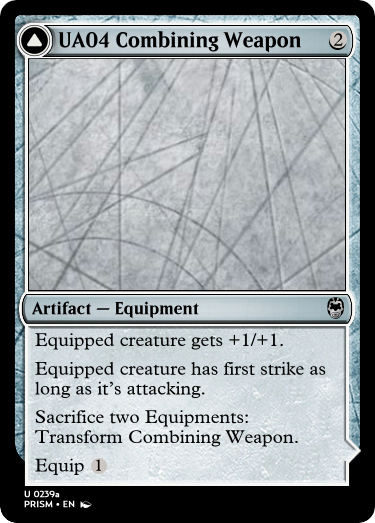 UA04 Combining Weapon 2
Artifact — Equipment
Equipped creature gets +1/+1.
Equipped creature has first strike as
long as it's attacking.
Sacrifice two Equipments:
Transform Combining Weapon.
Equip 1
U 0239a
PRISM • EN